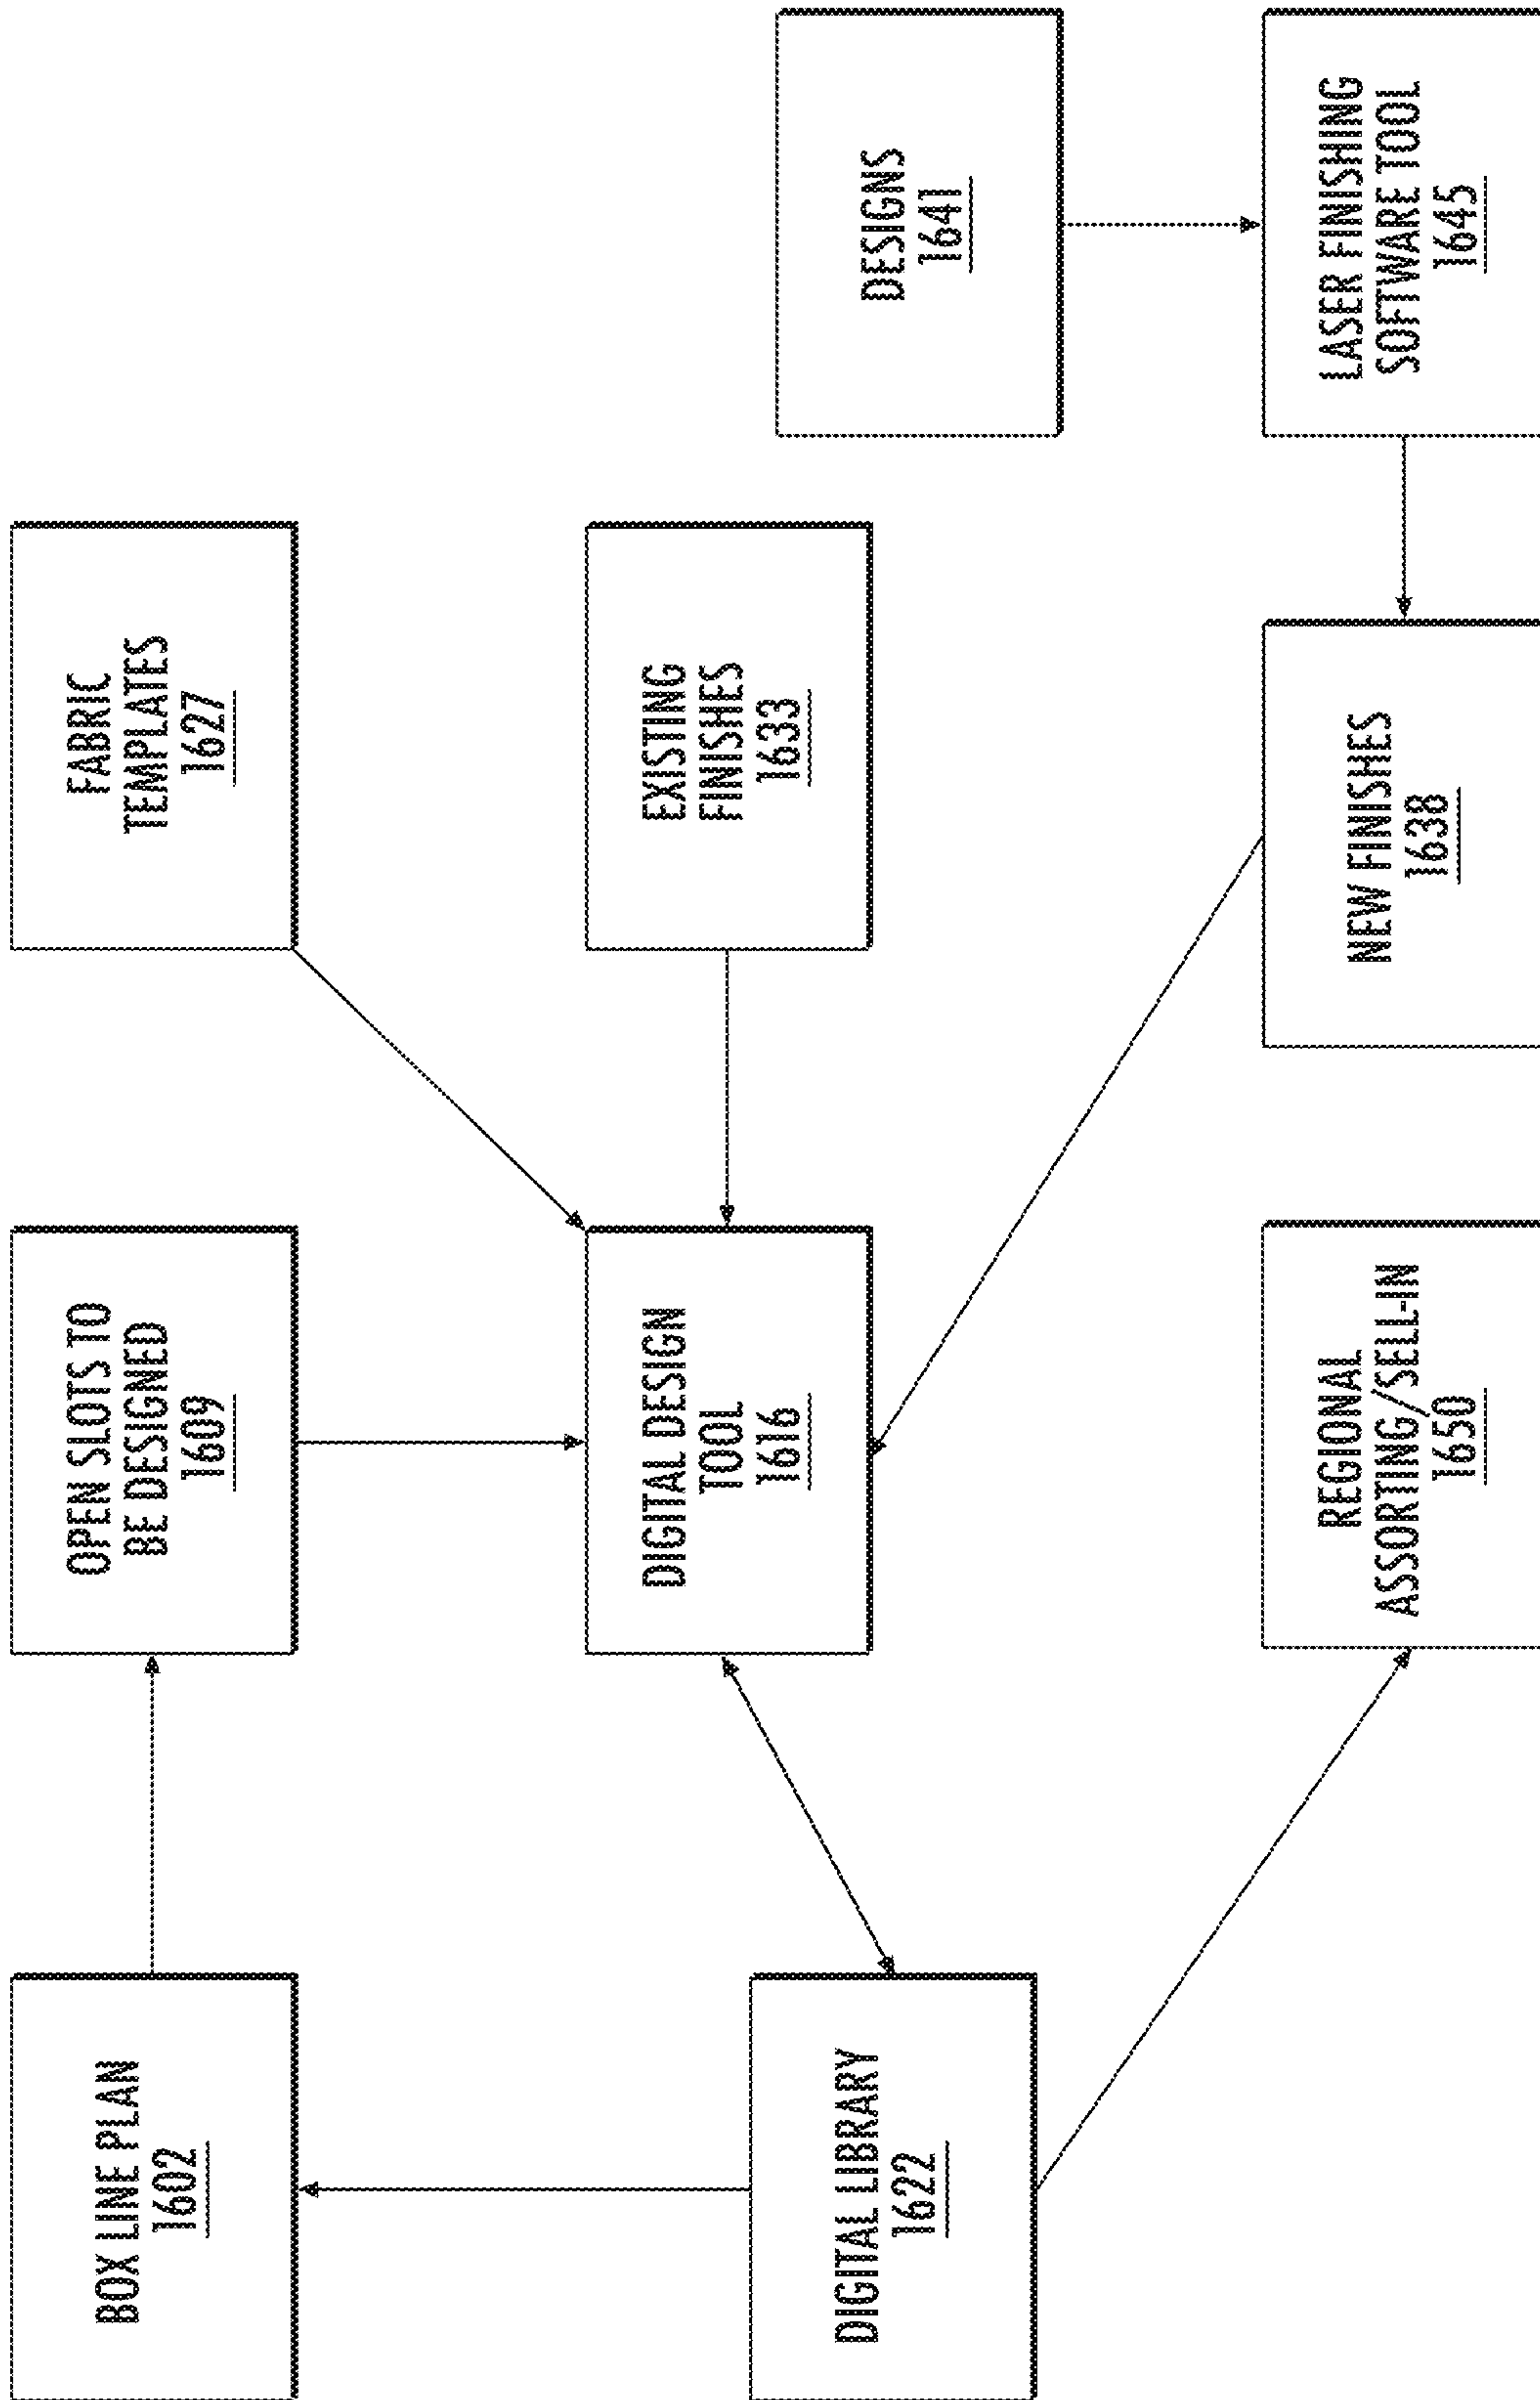 BOX LINE PLAN
1602
OPEN SLOTS TO
BE DESIGNED
1609
FABRIC
TEMPLATES
1627
DIGITAL DESIGN
TOOL
1616
EXISTING
FINISHES
1633
DIGITAL LIBRARY
1622
DESIGNS
1641
REGIONAL
ASSORTING/SELL-IN
1650
NEW FINISHES
1638
LASER FINISHING
SOFTWARE TOOL
1645